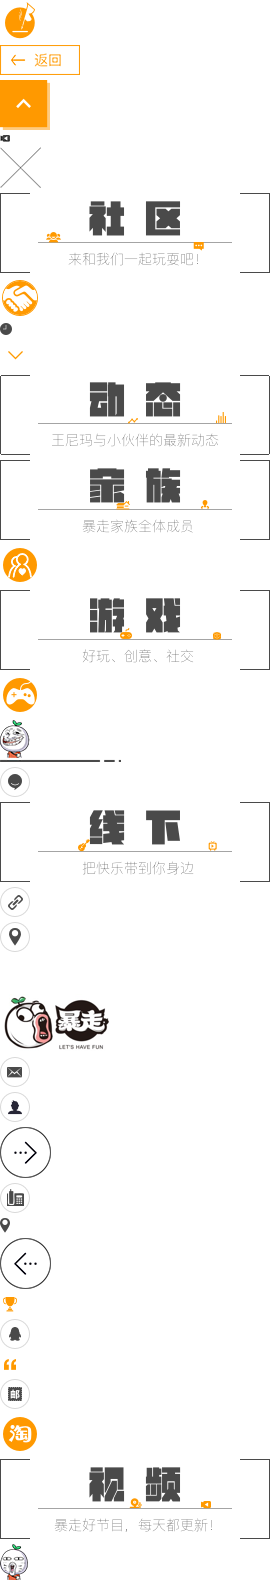 返回
社区
来和我们一起玩耍吧!
动态
王尼玛与小伙伴的最新动态
家族
暴走家族全体成员
游戏
好玩、创意、社交
线下
把快乐带到你身边
暴走
LET'S HAVE FUN
邮
淘
视频
暴走好节目，每天都更新!